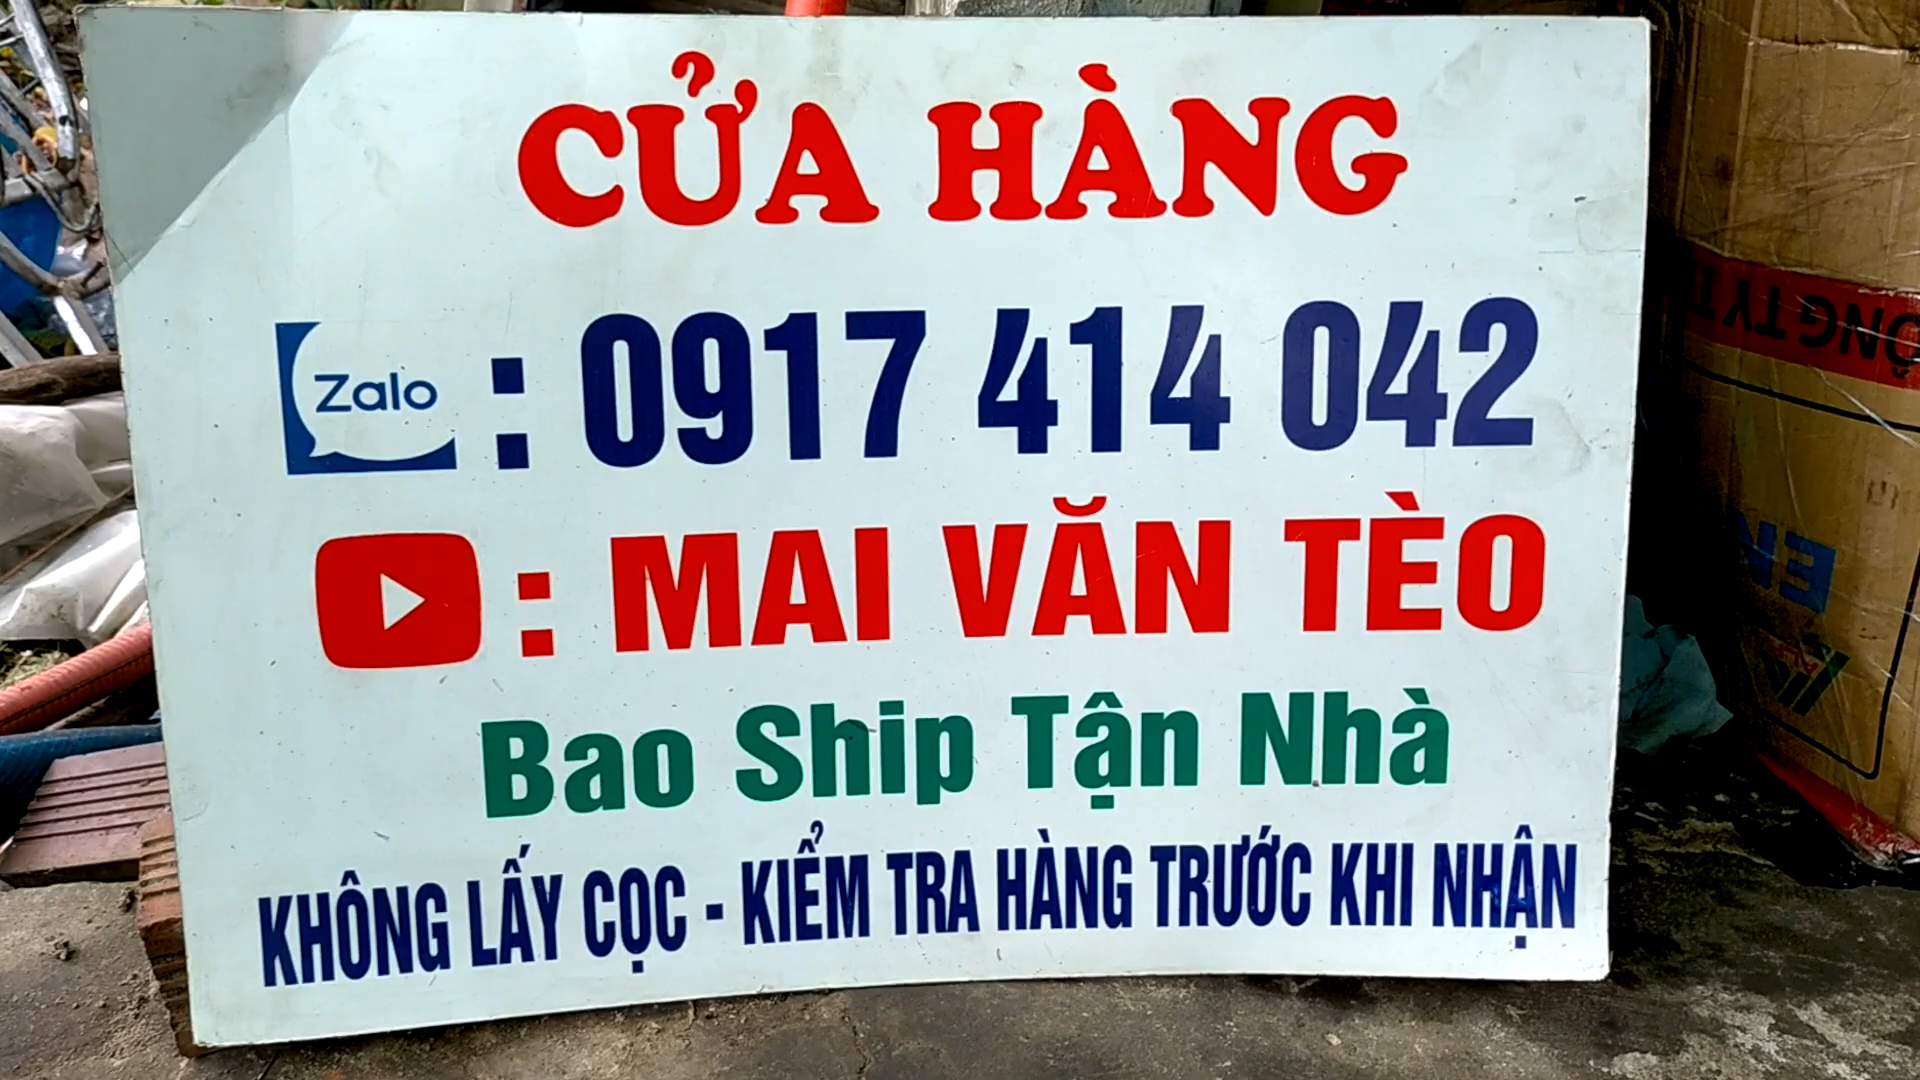 CỬA HÀNG
Zalo : 0917 414 042
: MAI VĂN TÈO
Bao Ship Tận Nhà
KHÔNG LẤY CỌC - KIỂM TRA HÀNG TRƯỚC KHI NHẬN